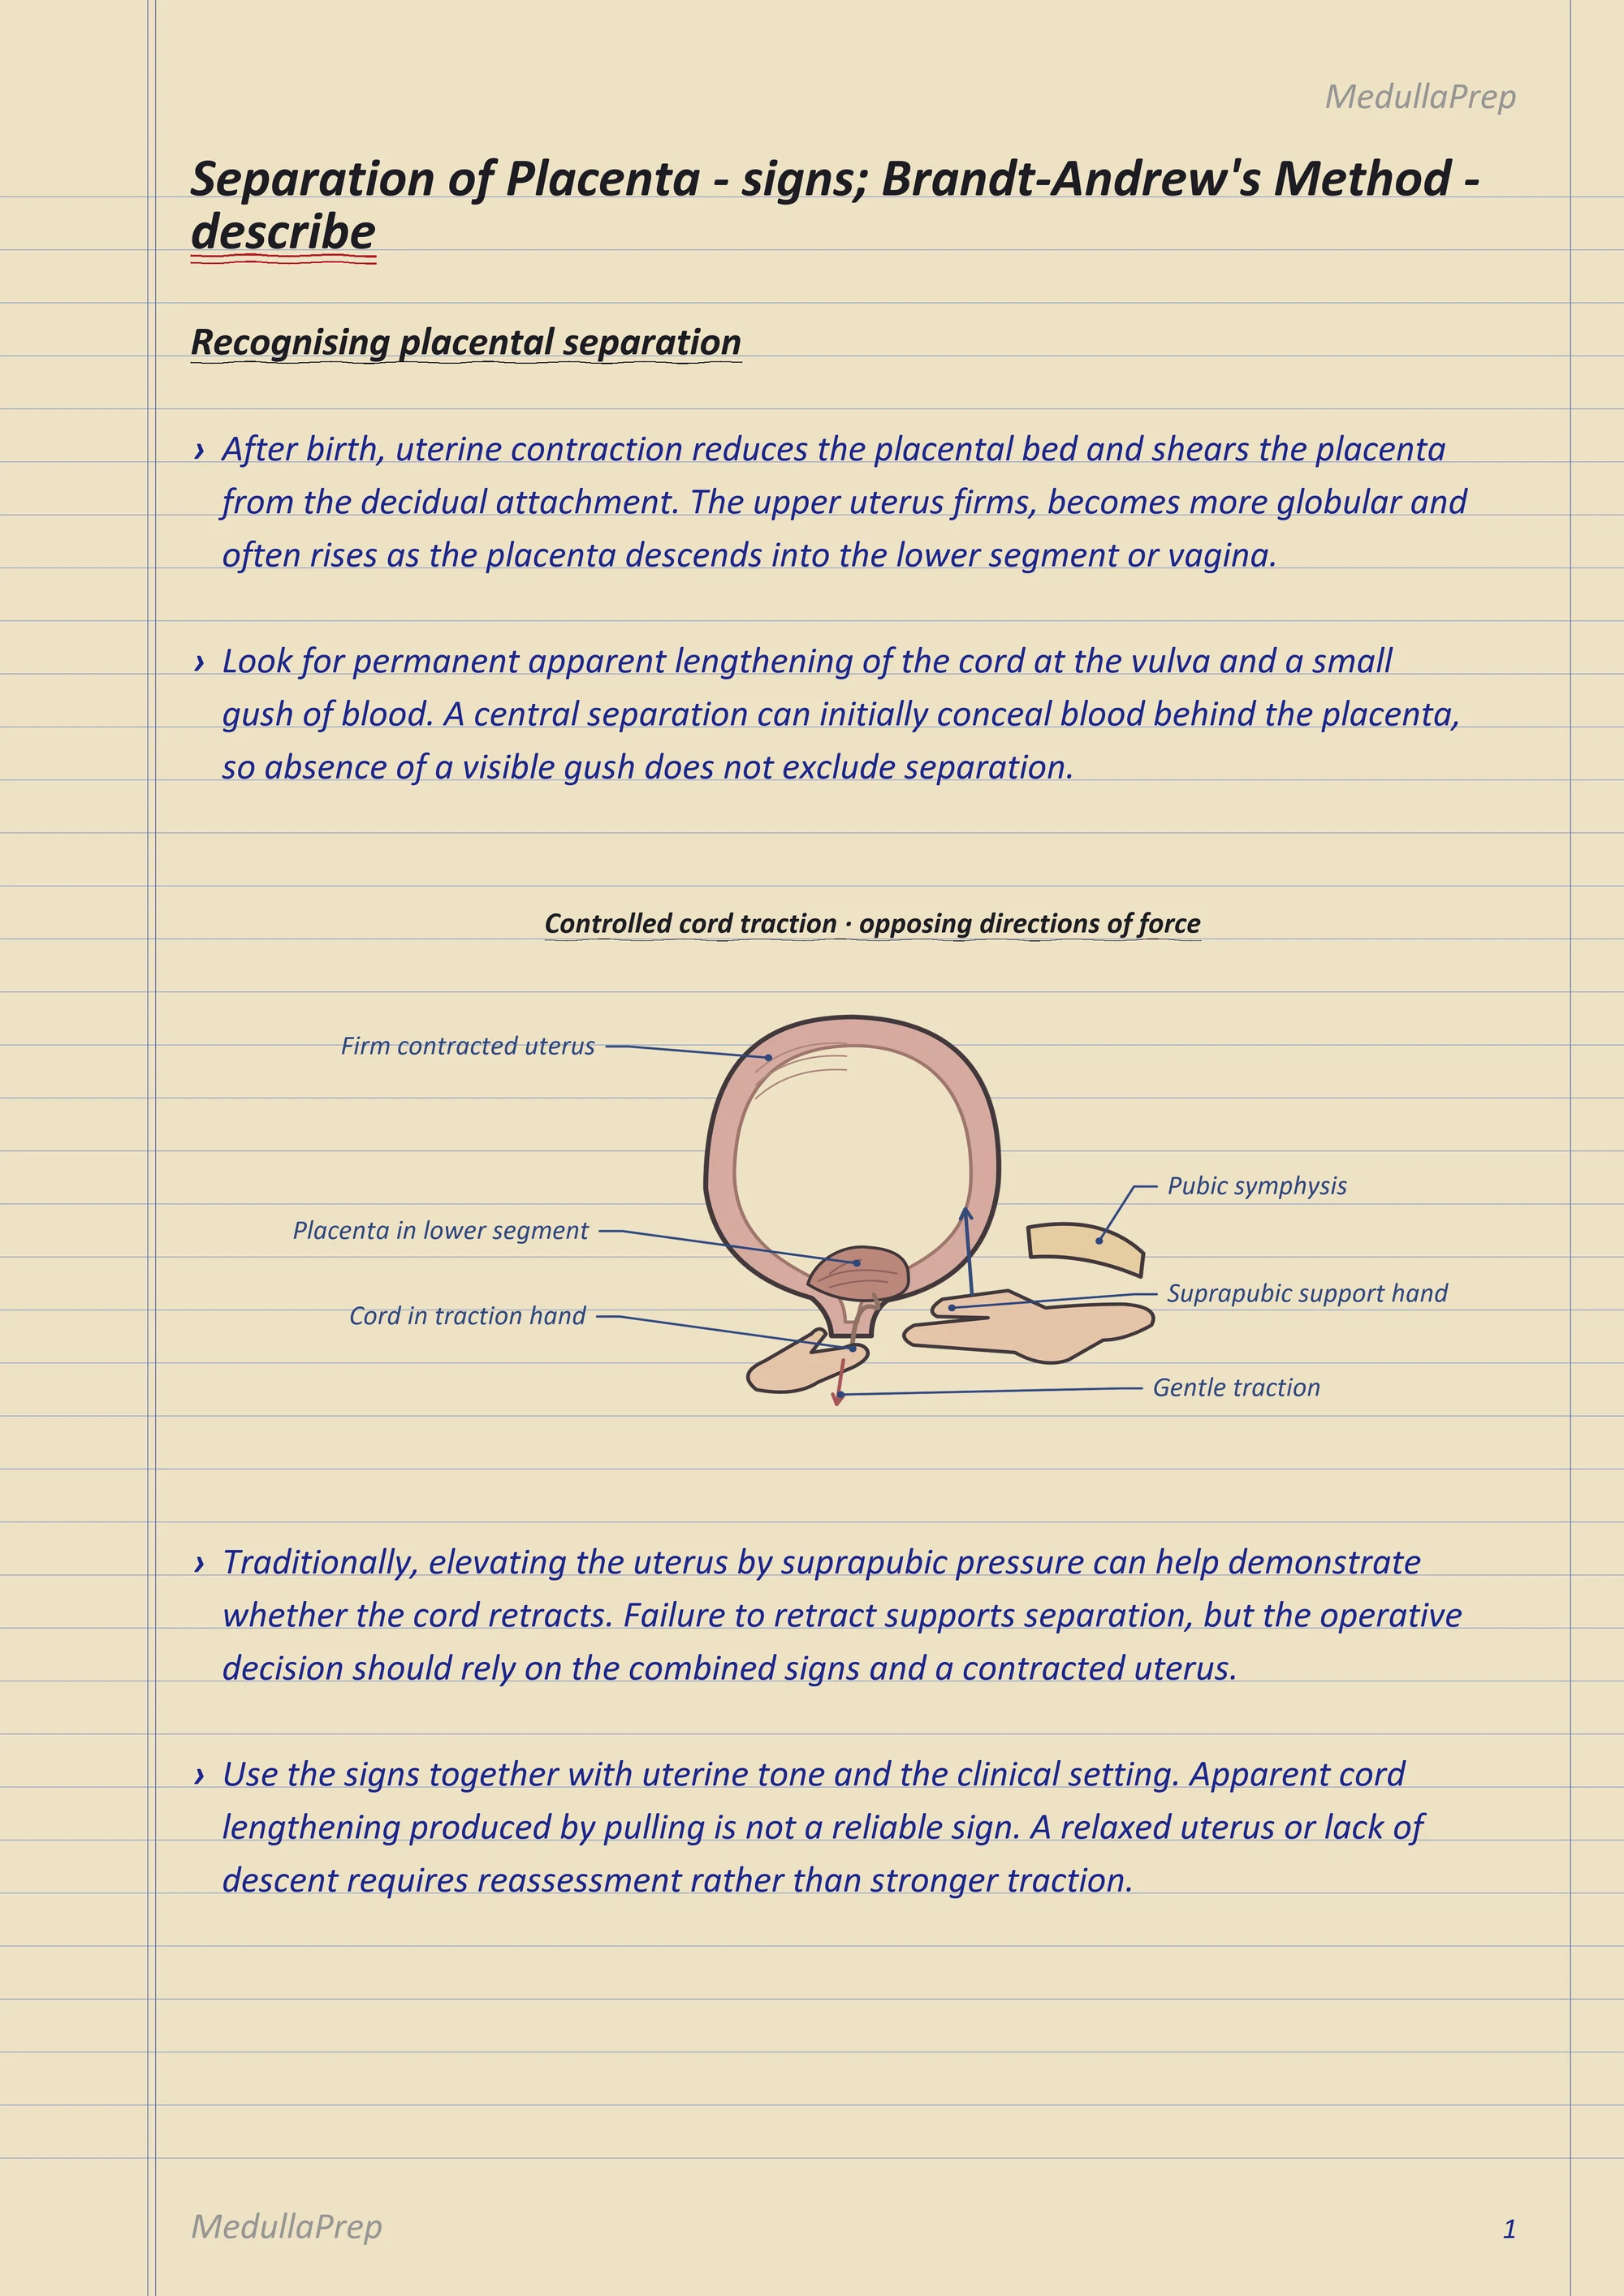 MedullaPrep
Separation of Placenta - signs; Brandt-Andrew's Method -
describe
Recognising placental separation
› After birth, uterine contraction reduces the placental bed and shears the placenta
from the decidual attachment. The upper uterus firms, becomes more globular and
often rises as the placenta descends into the lower segment or vagina.
› Look for permanent apparent lengthening of the cord at the vulva and a small
gush of blood. A central separation can initially conceal blood behind the placenta,
so absence of a visible gush does not exclude separation.
Controlled cord traction · opposing directions of force
Firm contracted uterus
Pubic symphysis
Placenta in lower segment
Suprapubic support hand
Cord in traction hand
Gentle traction
› Traditionally, elevating the uterus by suprapubic pressure can help demonstrate
whether the cord retracts. Failure to retract supports separation, but the operative
decision should rely on the combined signs and a contracted uterus.
› Use the signs together with uterine tone and the clinical setting. Apparent cord
lengthening produced by pulling is not a reliable sign. A relaxed uterus or lack of
descent requires reassessment rather than stronger traction.
MedullaPrep
1